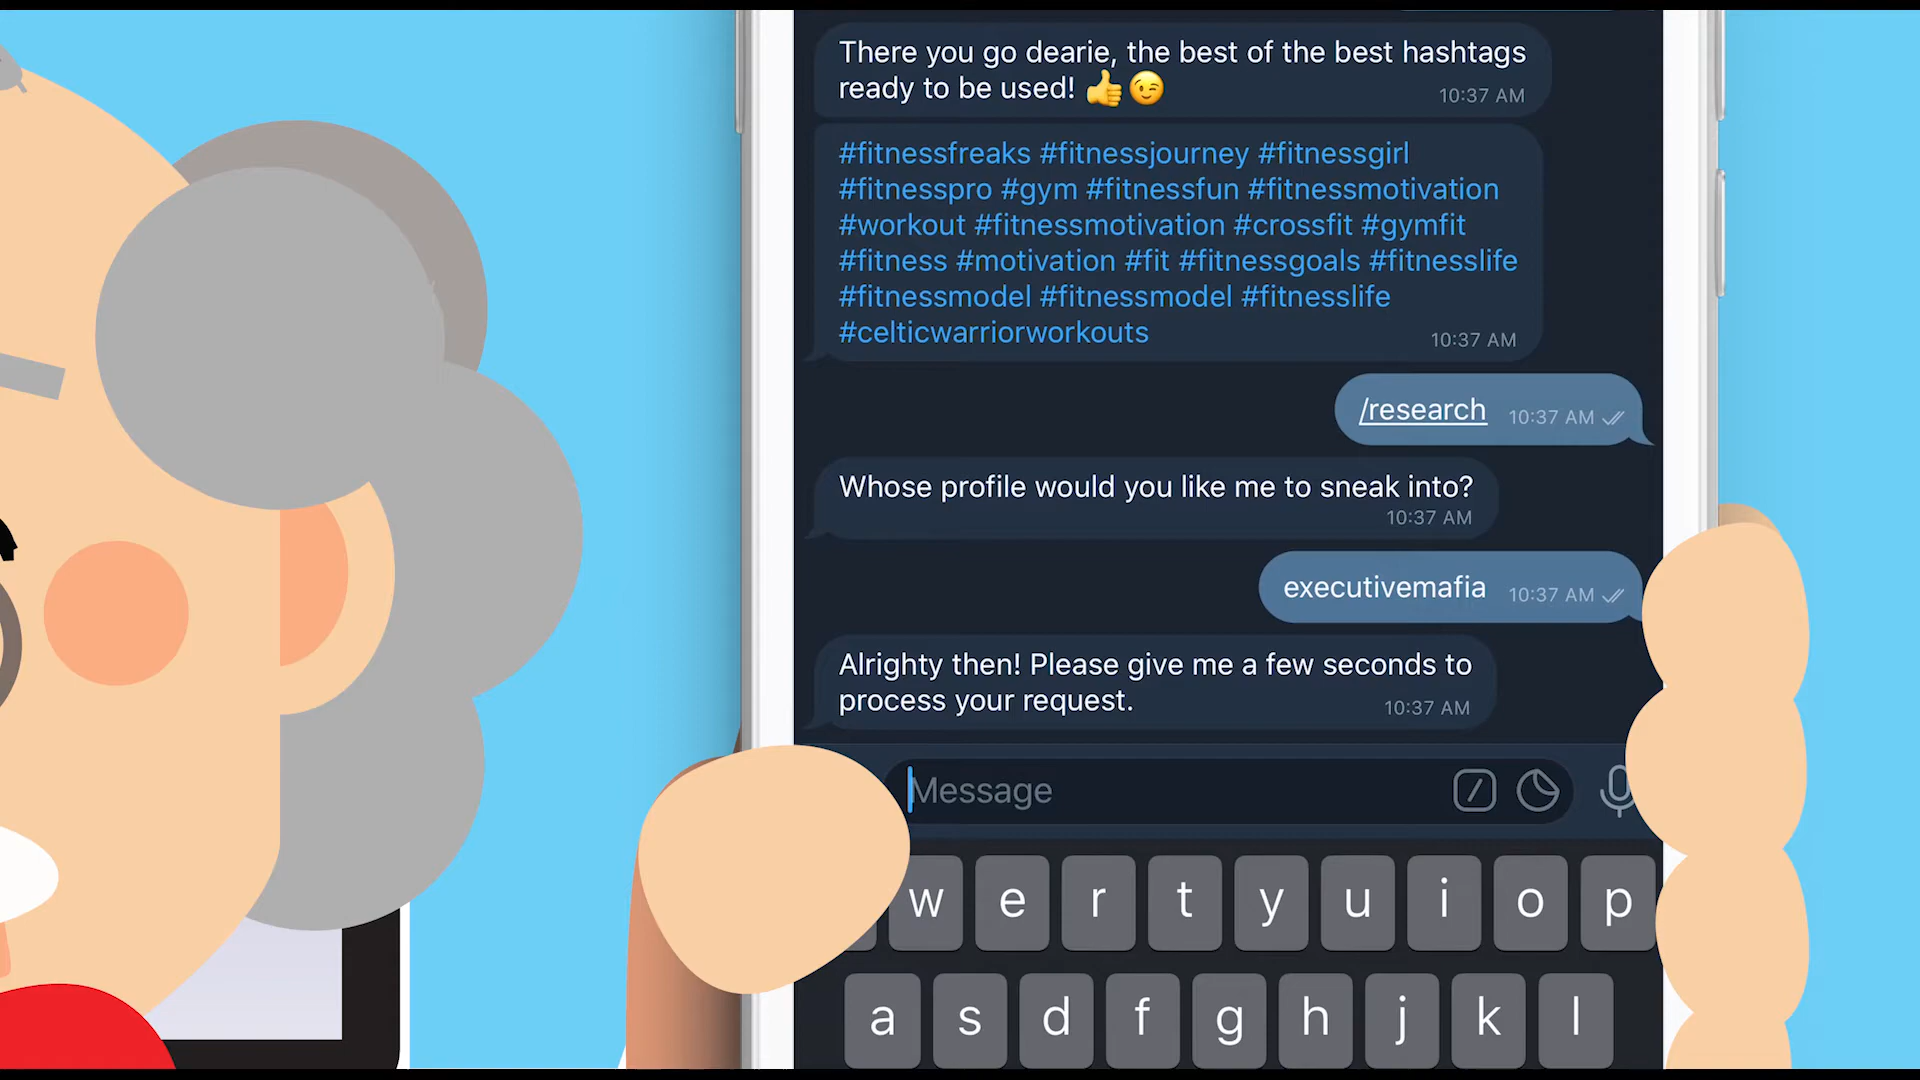 There you go dearie, the best of the best hashtags
ready to be used! 👍😉 10:37 AM
#fitnessfreaks #fitnessjourney #fitnessgirl
#fitnesspro #gym #fitnessfun #fitnessmotivation
#workout #fitnessmotivation #crossfit #gymfit
#fitness #motivation #fit #fitnessgoals #fitnesslife
#fitnessmodel #fitnessmodel #fitnesslife
#celticwarriorworkouts 10:37 AM
/research 10:37 AM
Whose profile would you like me to sneak into?
10:37 AM
executivemafia 10:37 AM
Alrighty then! Please give me a few seconds to
process your request. 10:37 AM
Message
w e r t y u i o p
a s d f g h j k l